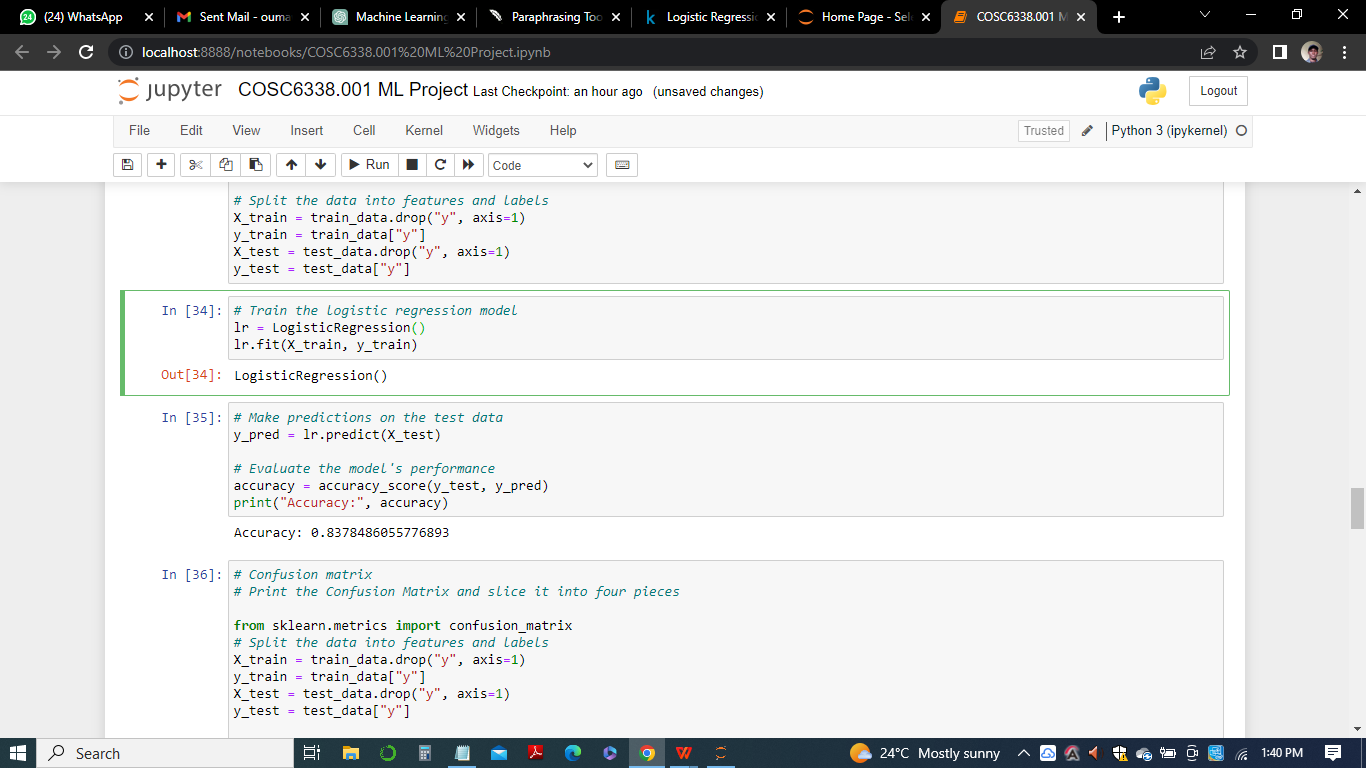 (24) WhatsApp
Sent Mail - ouma
Machine Learning
Paraphrasing Too
Logistic Regressi
Home Page - Sel
COSC6338.001 M
localhost:8888/notebooks/COSC6338.001%20ML%20Project.ipynb
jupyter COSC6338.001 ML Project Last Checkpoint: an hour ago (unsaved changes)
Logout
File Edit View Insert Cell Kernel Widgets Help
Trusted
Python 3 (ipykernel)
Run
Code
# Split the data into features and labels
X_train = train_data.drop("y", axis=1)
y_train = train_data["y"]
X_test = test_data.drop("y", axis=1)
y_test = test_data["y"]
In [34]: # Train the logistic regression model
lr = LogisticRegression()
lr.fit(X_train, y_train)
Out[34]: LogisticRegression()
In [35]: # Make predictions on the test data
y_pred = lr.predict(X_test)
# Evaluate the model's performance
accuracy = accuracy_score(y_test, y_pred)
print("Accuracy:", accuracy)
Accuracy: 0.8378486055776893
In [36]: # Confusion matrix
# Print the Confusion Matrix and slice it into four pieces
from sklearn.metrics import confusion_matrix
# Split the data into features and labels
X_train = train_data.drop("y", axis=1)
y_train = train_data["y"]
X_test = test_data.drop("y", axis=1)
y_test = test_data["y"]
Search
24°C Mostly sunny
1:40 PM